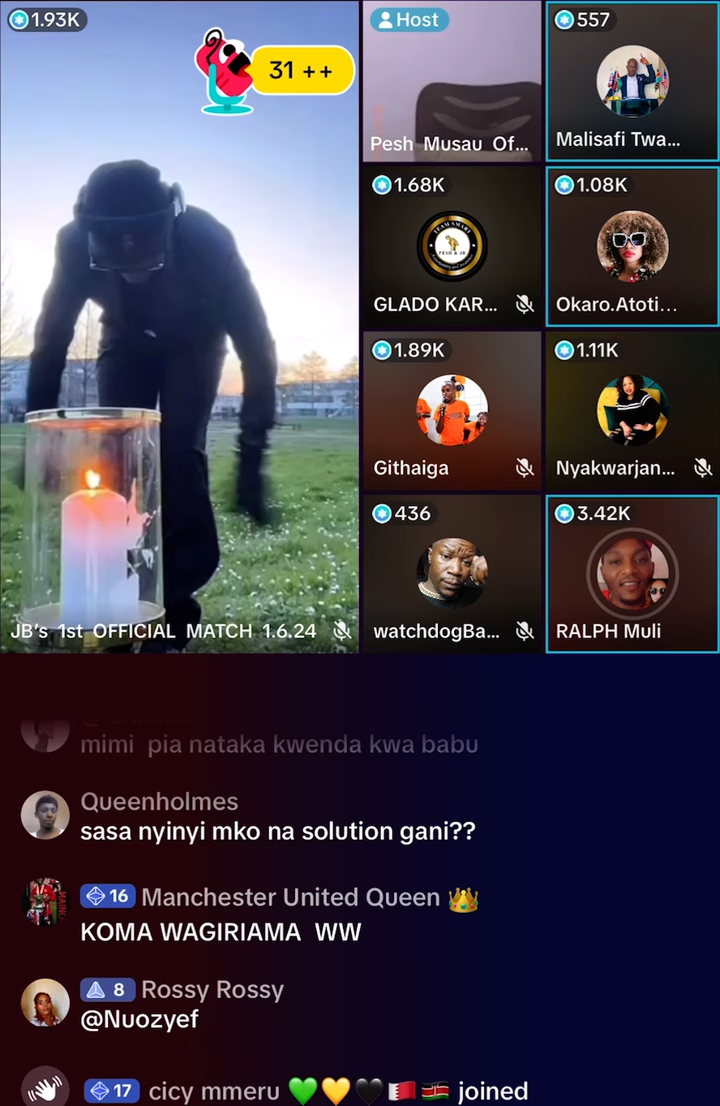 1.93K
31 ++
Host
557
Pesh Musau Of...
Malisafi Twa...
1.68K
1.08K
GLADO KAR...
Okaro.Atoti...
1.89K
1.11K
Githaiga
Nyakwarjan...
436
3.42K
JB's 1st OFFICIAL MATCH 1.6.24
watchdogBa...
RALPH Muli
mimi pia nataka kwenda kwa babu
Queenholmes
sasa nyinyi mko na solution gani??
16 Manchester United Queen 👑
KOMA WAGIRIAMA WW
8 Rossy Rossy
@Nuozyef
17 cicy mmeru 💚💛🖤🇧🇭🇰🇪 joined